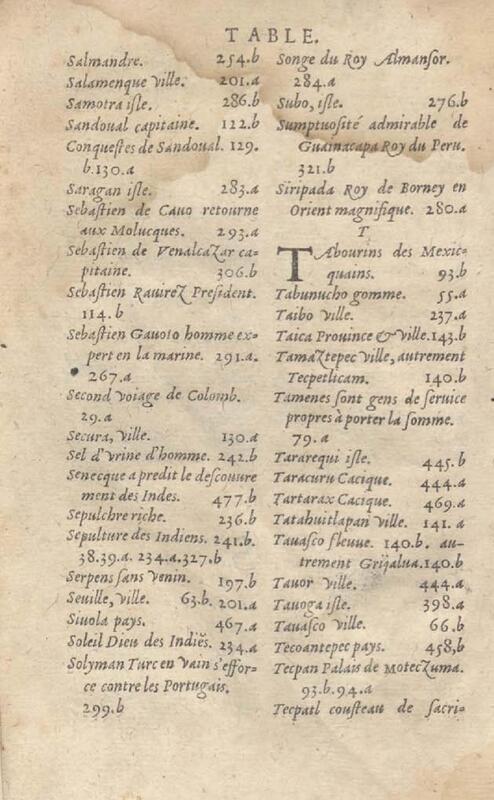 TABLE.
Salmandre. 254.b
Salamenque ville. 201.a
Samotra isle. 286.b
Sandoual capitaine. 122.b
Conquestes de Sandoual. 129.
b.130.a
Saragan isle. 283.a
Sebastien de Cauo retourne
aux Molucques. 293.a
Sebastien de Venalcazar ca-
pitaine. 306.b
Sebastien Ramirez President.
114.b
Sebastien Gauoto homme ex-
pert en la marine. 291.a.
267.a
Second voiage de Colomb.
29.a
Secura, ville. 130.a
Sel d'vrine d'homme. 242.b
Senecque a predit le descouure
ment des Indes. 477.b
Sepulchre riche. 236.b
Sepulture des Indiens. 241.b.
38.39.a. 234.a.327.b
Serpens sans venin. 197.b
Seuille, ville. 63.b. 201.a
Siuola pays. 467.a
Soleil Dieu des Indiẽs. 234.a
Solyman Turc en vain s'effor-
ce contre les Portugais.
299.b
Songe du Roy Almansor.
284.a
Subo, isle. 276.b
Sumptuosité admirable de
Guainacapa Roy du Peru.
321.b
Siripada Roy de Borney en
Orient magnifique. 280.a
T
TAbourins des Mexic-
quains. 93.b
Tabunucho gomme. 55.a
Taibo ville. 237.a
Taica Prouince & ville.143.b
Tamaztepec ville, autrement
Tecpetlicam. 140.b
Tamenes sont gens de seruice
propres à porter la somme.
79.a
Tararequi isle. 445.b
Taracuru Cacique. 444.a
Tartarax Cacique. 469.a
Tatahuitlapan ville. 141.a
Tauasco fleuue. 140.b. au-
trement Grijalua.140.b
Tauor ville. 444.a
Tauoga isle. 398.a
Tauasco ville. 66.b
Tecoantepec pays. 458,b
Tecpan Palais de Moteczuma.
93.b.94.a
Tecpatl cousteau de sacri-